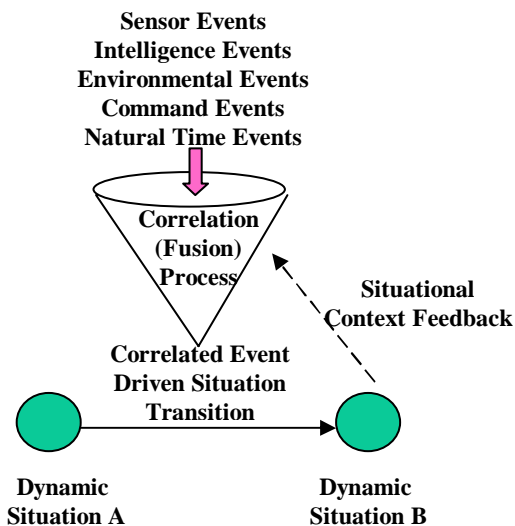 Sensor Events
Intelligence Events
Environmental Events
Command Events
Natural Time Events
Correlation
(Fusion)
Process
Situational
Context Feedback
Correlated Event
Driven Situation
Transition
Dynamic
Situation A
Dynamic
Situation B